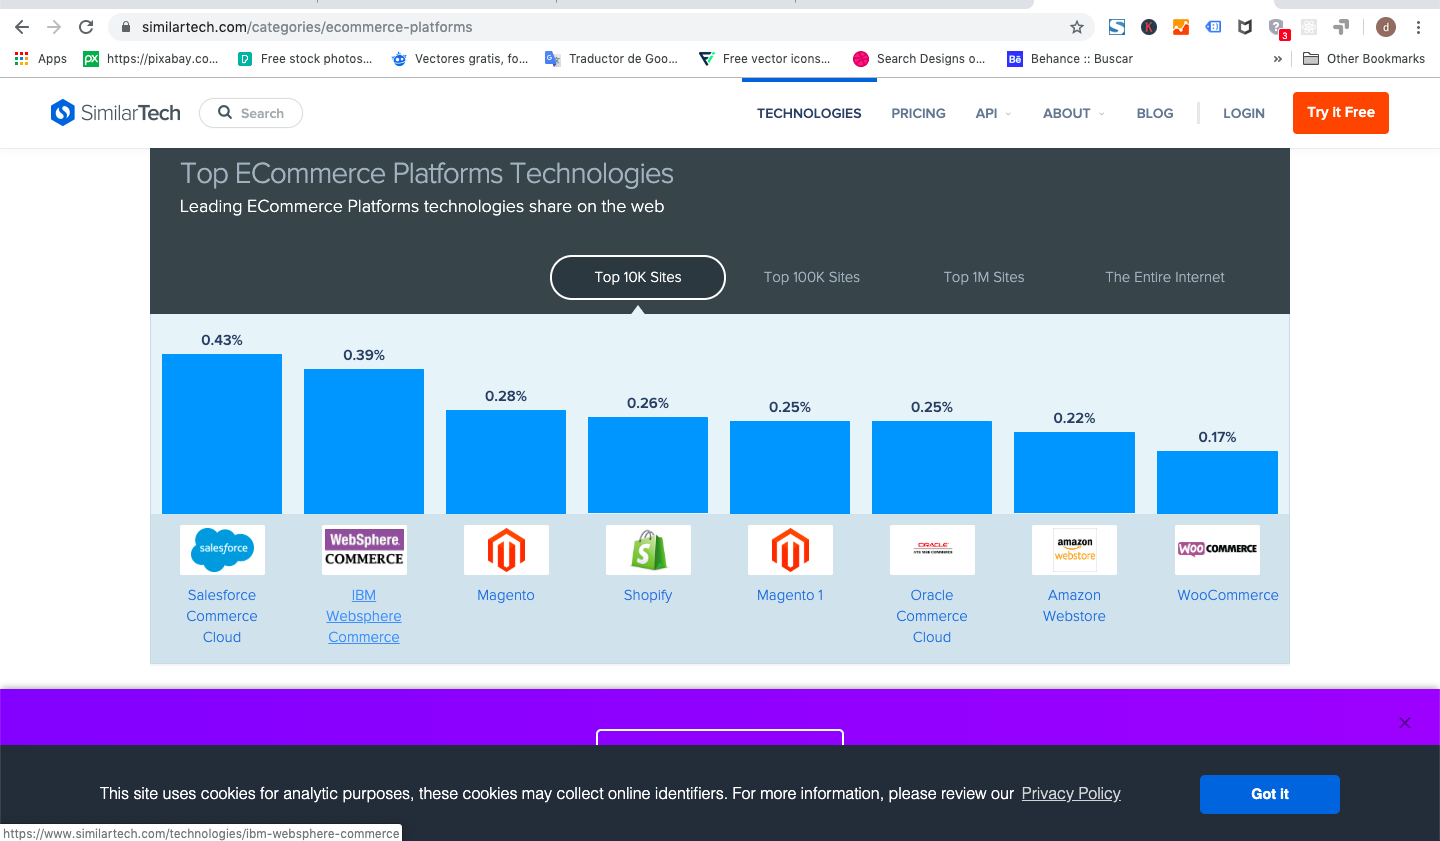 similartech.com/categories/ecommerce-platforms
3
d
Apps
https://pixabay.co...
Free stock photos...
Vectores gratis, fo...
Traductor de Goo...
Free vector icons...
Search Designs o...
Behance :: Buscar
»
Other Bookmarks
SimilarTech
Search
TECHNOLOGIES
PRICING
API
ABOUT
BLOG
LOGIN
Try it Free
Top ECommerce Platforms Technologies
Leading ECommerce Platforms technologies share on the web
Top 10K Sites
Top 100K Sites
Top 1M Sites
The Entire Internet
0.43%
0.39%
0.28%
0.26%
0.25%
0.25%
0.22%
0.17%
salesforce
WebSphere.
COMMERCE
ORACLE
amazon
webstore
WOO COMMERCE
Salesforce
Commerce
Cloud
IBM
Websphere
Commerce
Magento
Shopify
Magento 1
Oracle
Commerce
Cloud
Amazon
Webstore
WooCommerce
This site uses cookies for analytic purposes, these cookies may collect online identifiers. For more information, please review our Privacy Policy
Got it
https://www.similartech.com/technologies/ibm-websphere-commerce